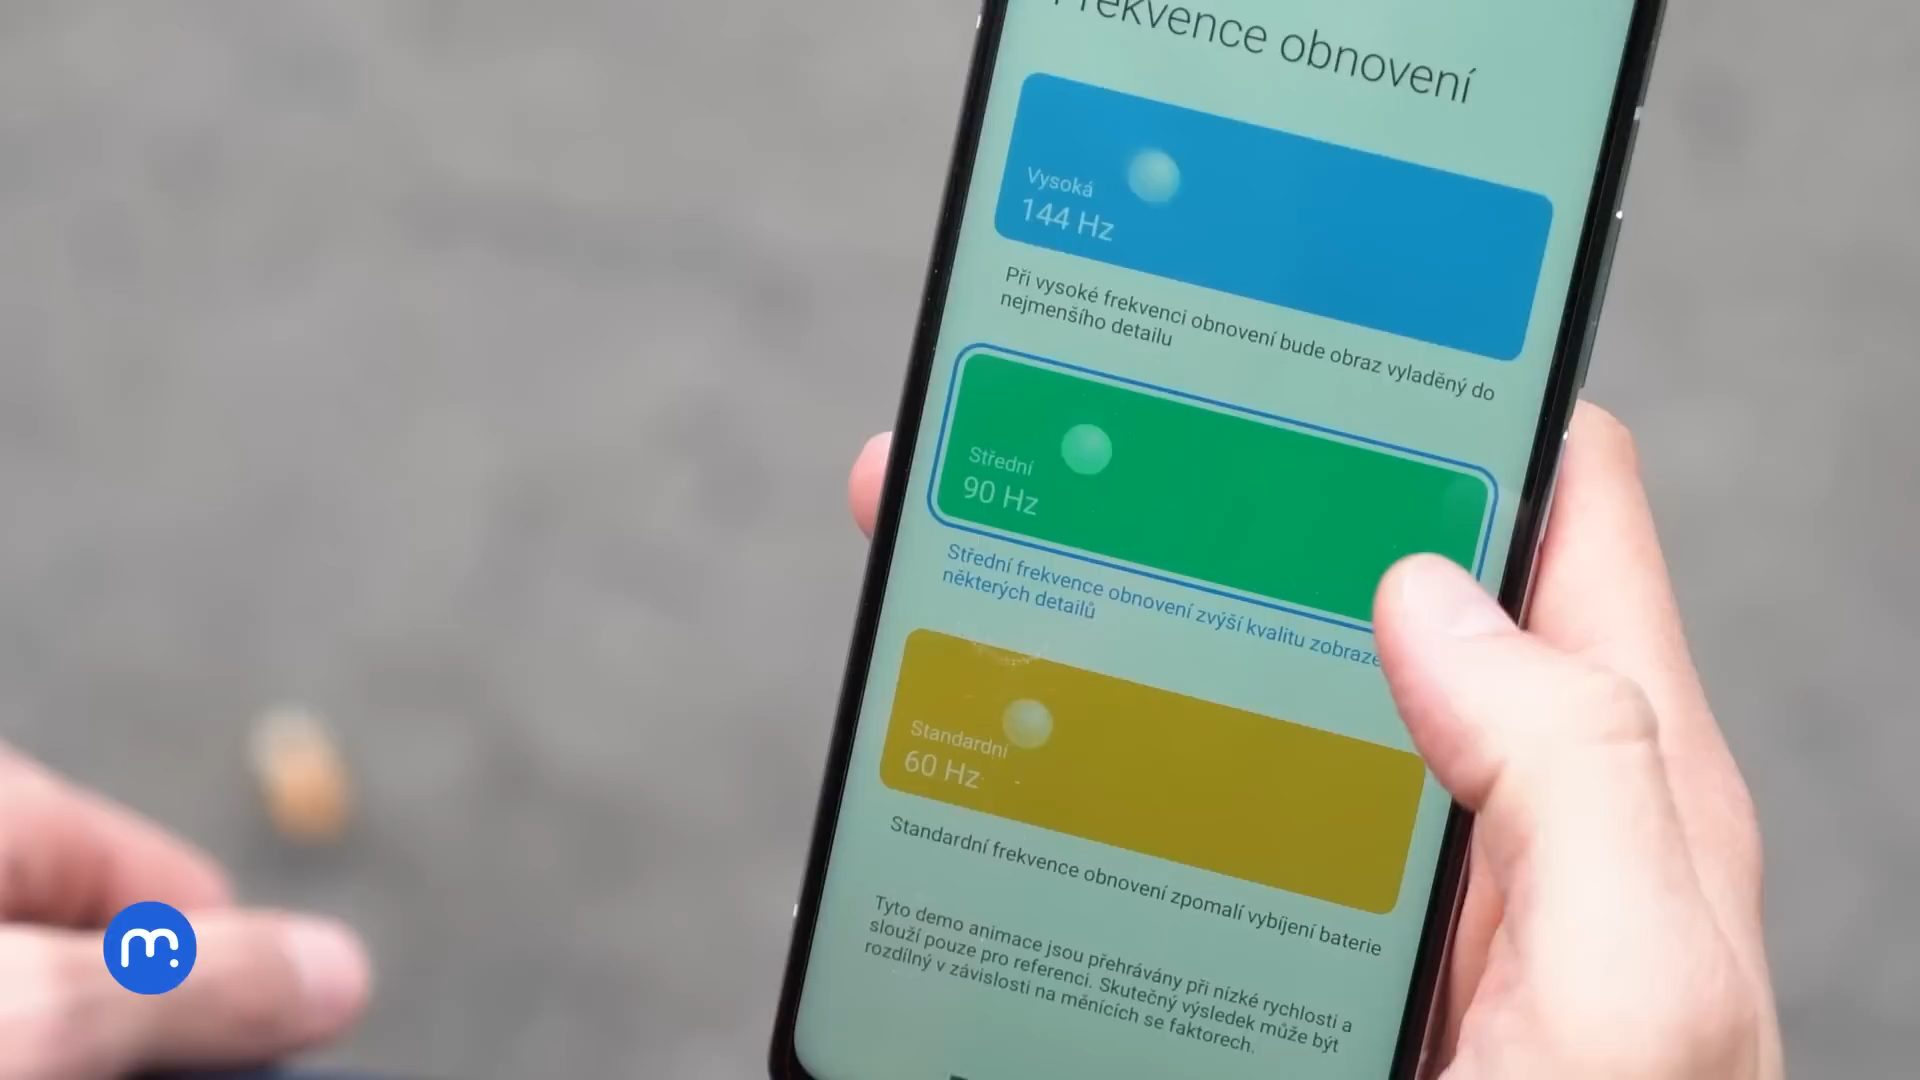 Frekvence obnovení
Vysoká
144 Hz
Při vysoké frekvenci obnovení bude obraz vyladěný do
nejmenšího detailu
Střední
90 Hz
Střední frekvence obnovení zvýší kvalitu zobraze
některých detailů
Standardní
60 Hz
Standardní frekvence obnovení zpomalí vybíjení baterie
Tyto demo animace jsou přehrávány při nízké rychlosti a
slouží pouze pro referenci. Skutečný výsledek může být
rozdílný v závislosti na měnících se faktorech.
m.